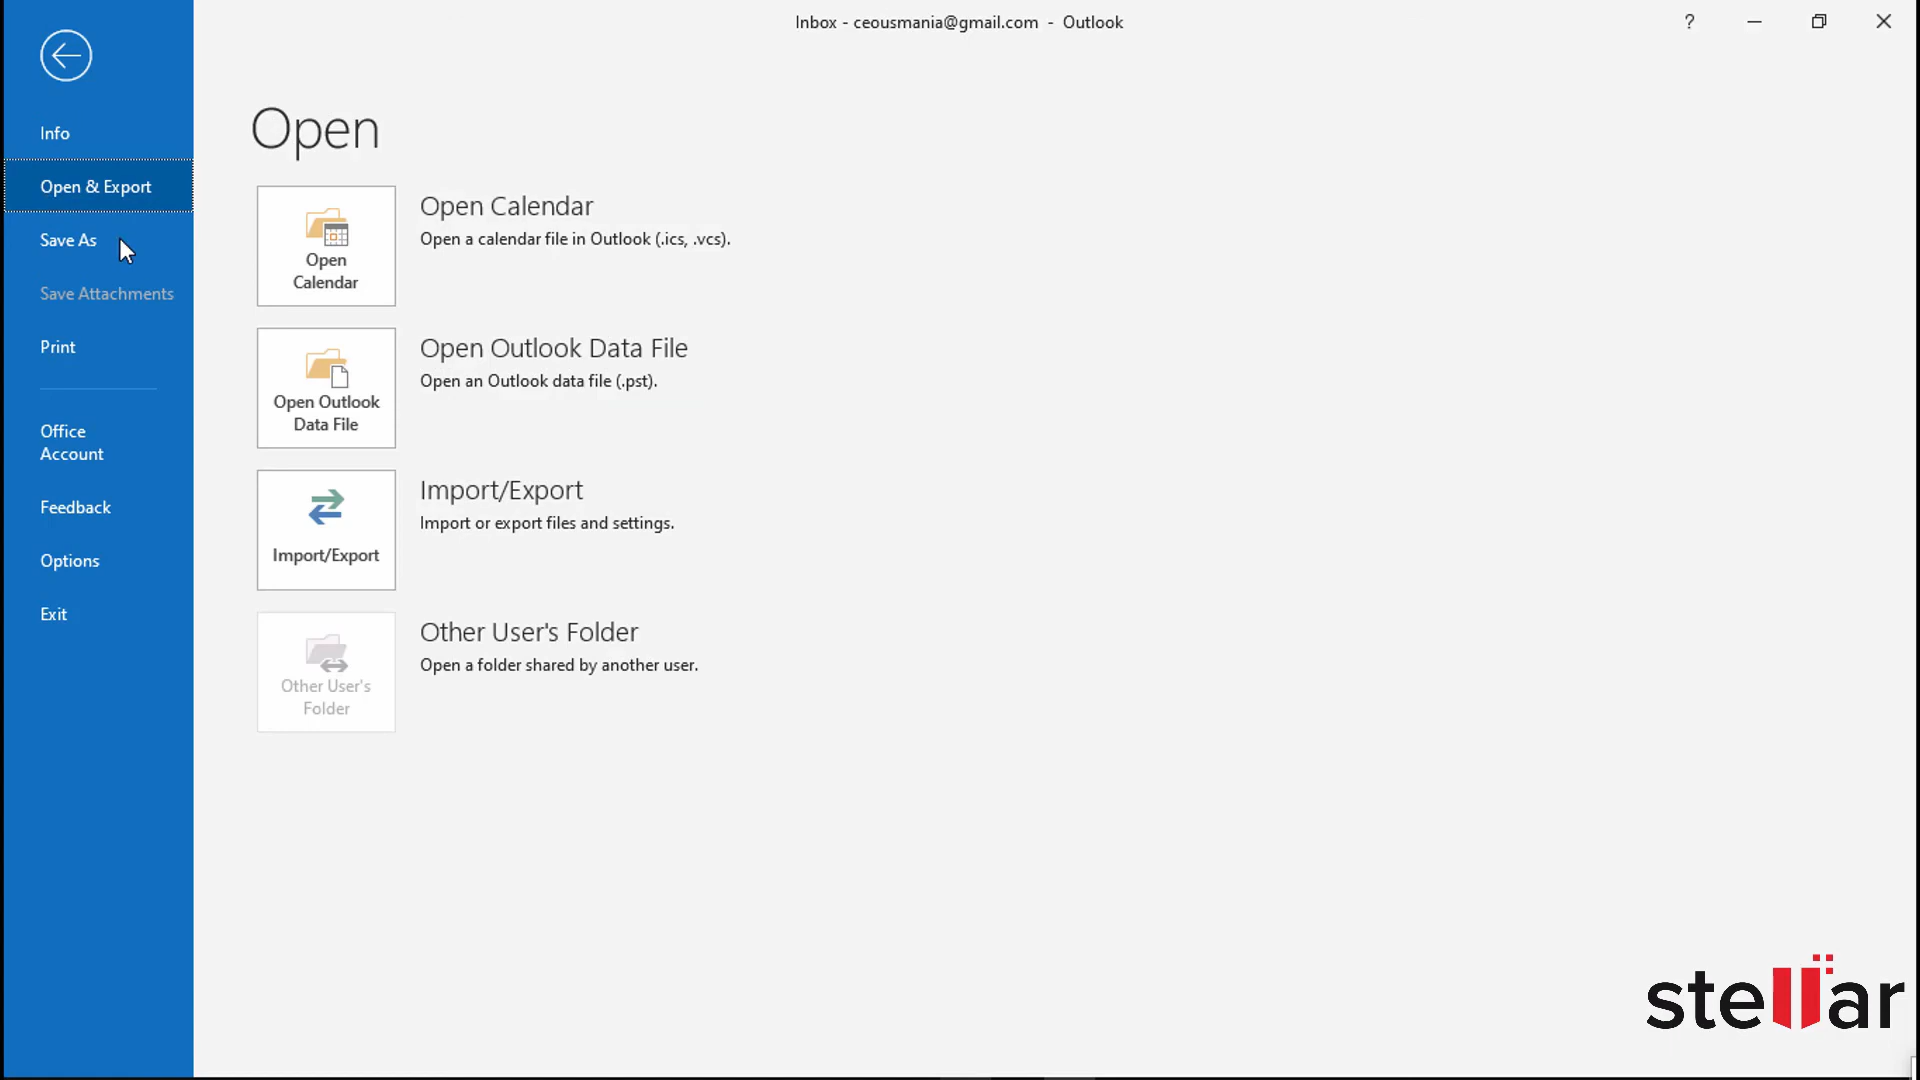 Inbox - ceousmania@gmail.com - Outlook
?
Info
Open & Export
Save As
Save Attachments
Print
Office
Account
Feedback
Options
Exit
Open
Open
Calendar
Open Calendar
Open a calendar file in Outlook (.ics, .vcs).
Open Outlook
Data File
Open Outlook Data File
Open an Outlook data file (.pst).
Import/Export
Import/Export
Import or export files and settings.
Other User's
Folder
Other User's Folder
Open a folder shared by another user.
stellar